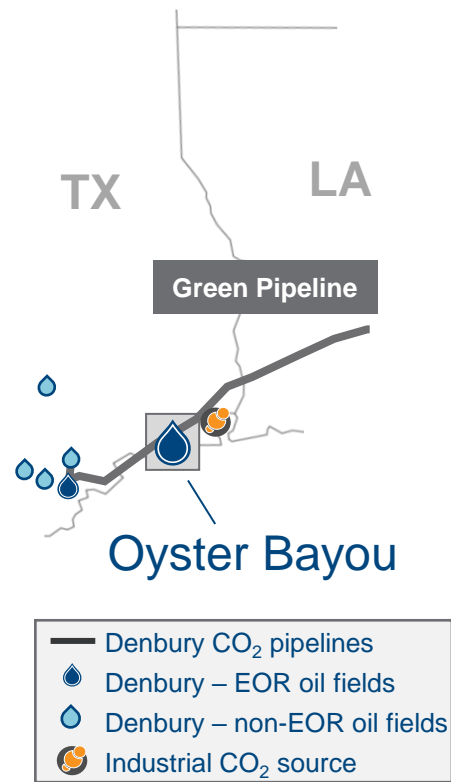 TX
LA
Green Pipeline
Oyster Bayou
Denbury CO₂ pipelines
Denbury – EOR oil fields
Denbury – non-EOR oil fields
Industrial CO₂ source